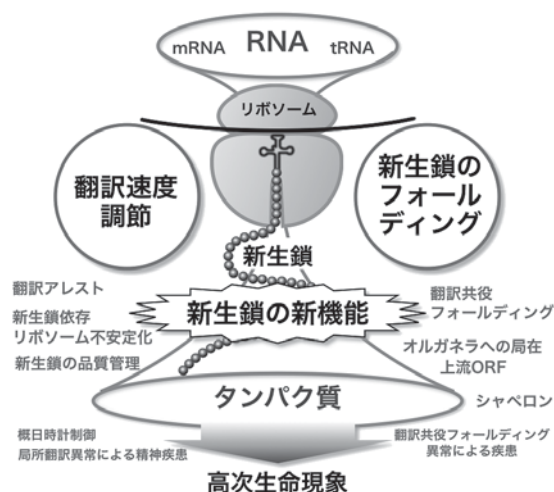 RNA
mRNA
tRNA
リボソーム
翻訳速度
調節
新生鎖の
フォール
ディング
新生鎖
新生鎖の新機能
翻訳アレスト
新生鎖依存
リボソーム不安定化
新生鎖の品質管理
翻訳共役
フォールディング
オルガネラへの局在
上流ORF
シャペロン
タンパク質
概日時計制御
局所翻訳異常による精神疾患
翻訳共役フォールディング
異常による疾患
高次生命現象